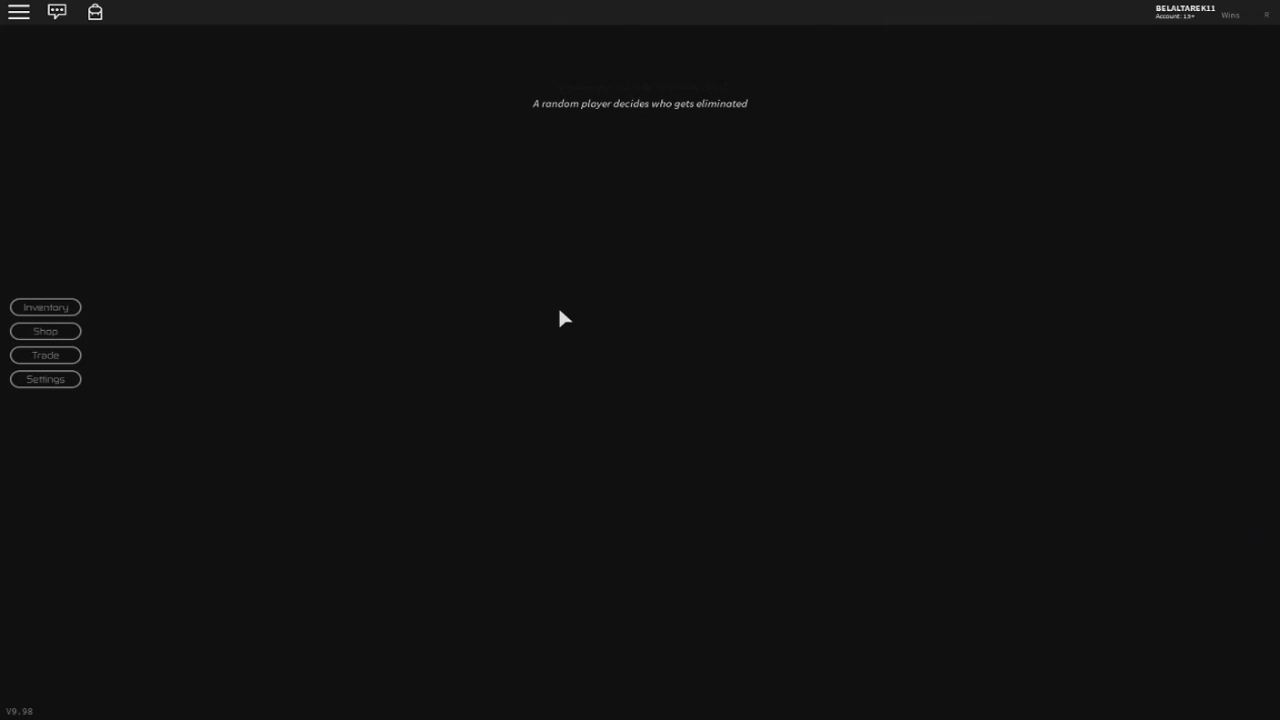 BELALTAREK11
Account: 13+
Wins
A random player decides who gets eliminated
Inventory
Shop
Trade
Settings
V9.98